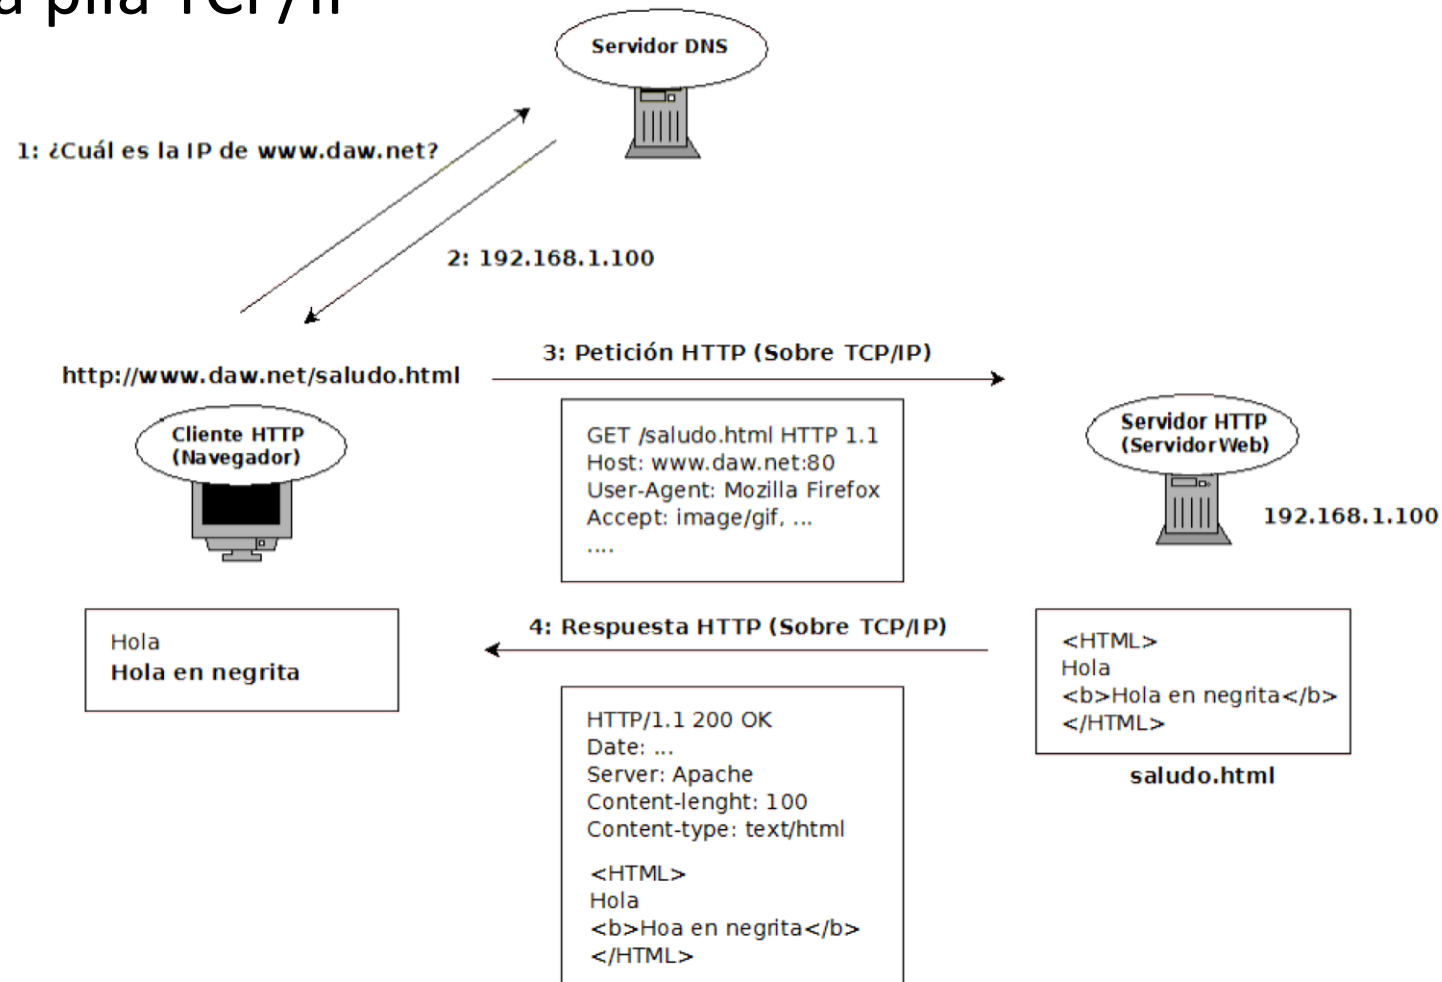 a pila TCP/IP
Servidor DNS
1: ¿Cuál es la IP de www.daw.net?
2: 192.168.1.100
http://www.daw.net/saludo.html
3: Petición HTTP (Sobre TCP/IP)
Cliente HTTP
(Navegador)
GET /saludo.html HTTP 1.1
Host: www.daw.net:80
User-Agent: Mozilla Firefox
Accept: image/gif, ...
....
Servidor HTTP
(ServidorWeb)
192.168.1.100
Hola
Hola en negrita
4: Respuesta HTTP (Sobre TCP/IP)
HTTP/1.1 200 OK
Date: ...
Server: Apache
Content-lenght: 100
Content-type: text/html
<HTML>
Hola
<b>Hoa en negrita</b>
</HTML>
<HTML>
Hola
<b>Hola en negrita</b>
</HTML>
saludo.html